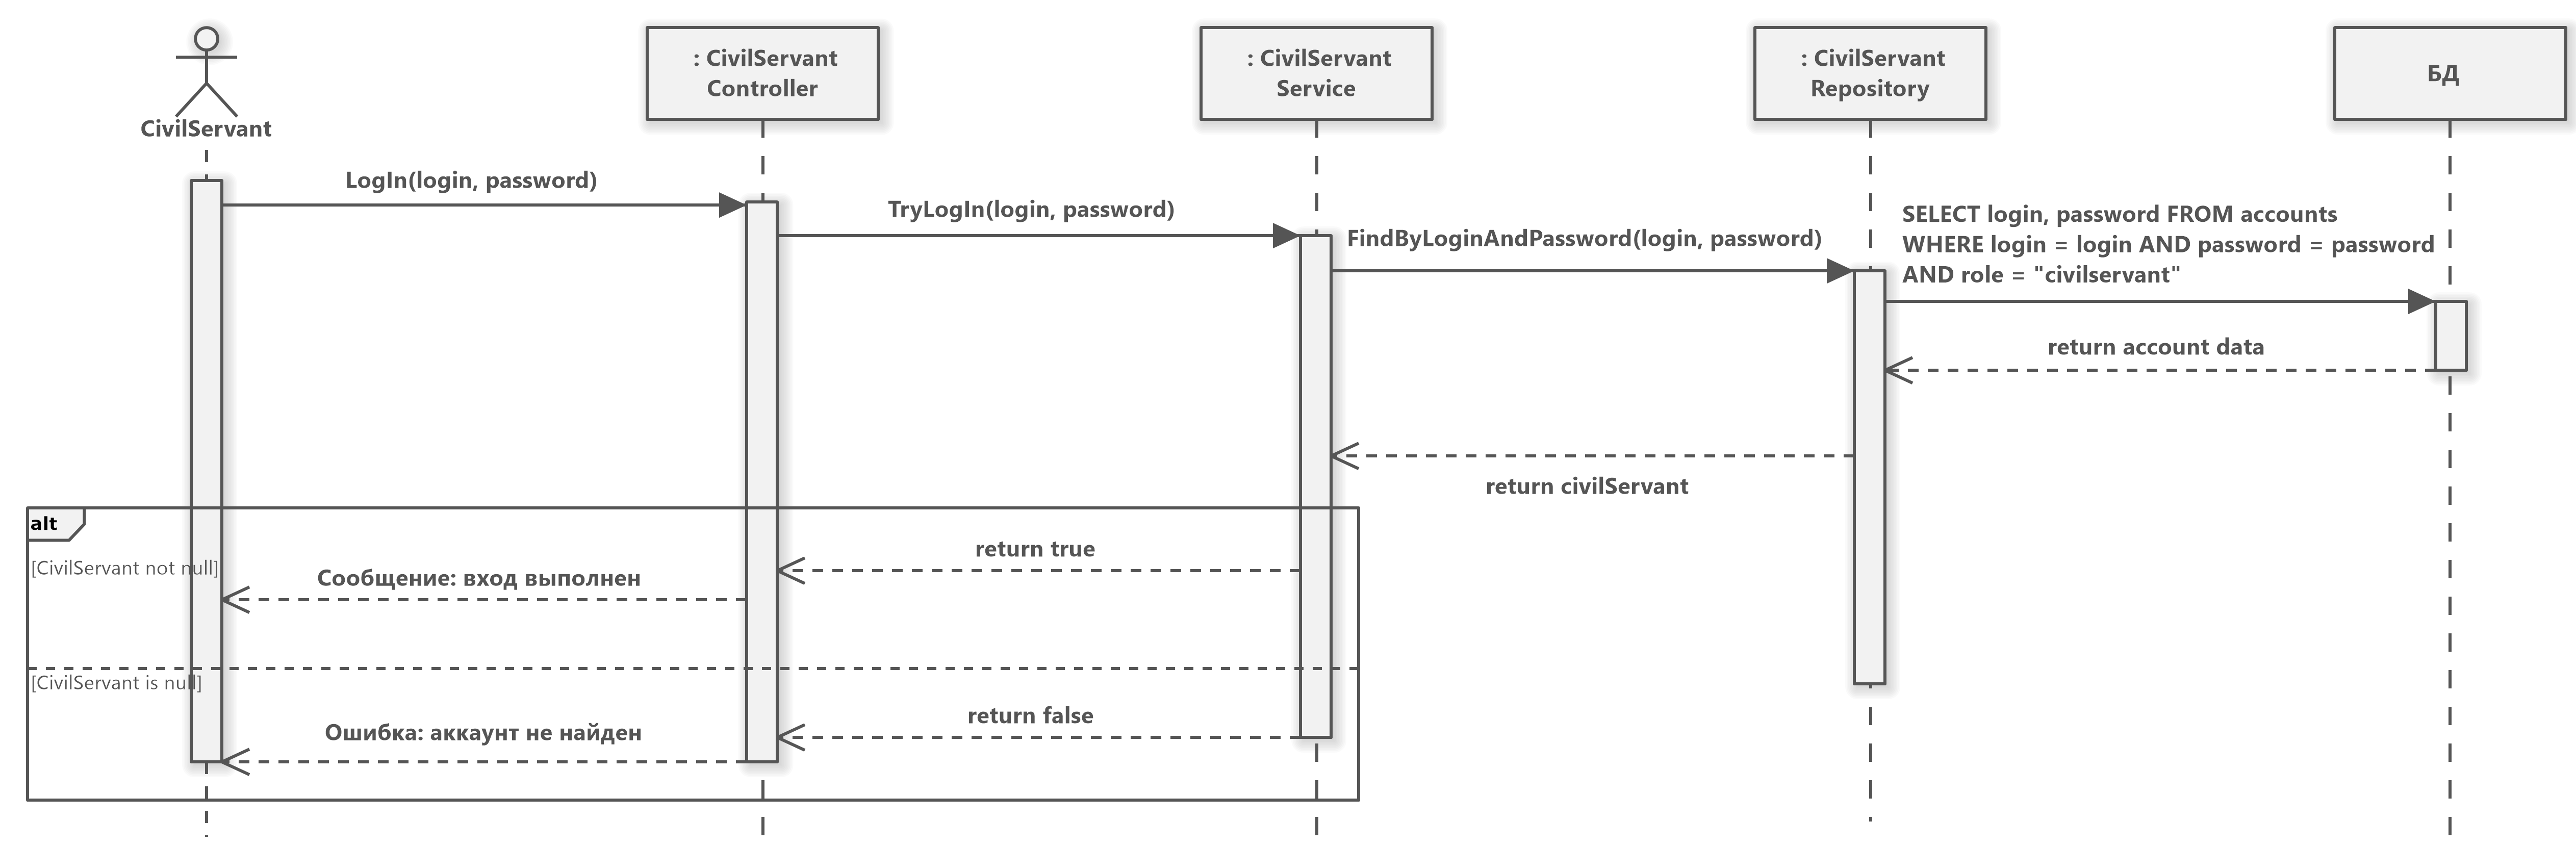 CivilServant
: CivilServant
Controller
: CivilServant
Service
: CivilServant
Repository
БД
LogIn(login, password)
TryLogIn(login, password)
FindByLoginAndPassword(login, password)
SELECT login, password FROM accounts
WHERE login = login AND password = password
AND role = "civilservant"
return account data
return civilServant
alt
[CivilServant not null]
return true
Сообщение: вход выполнен
[CivilServant is null]
return false
Ошибка: аккаунт не найден